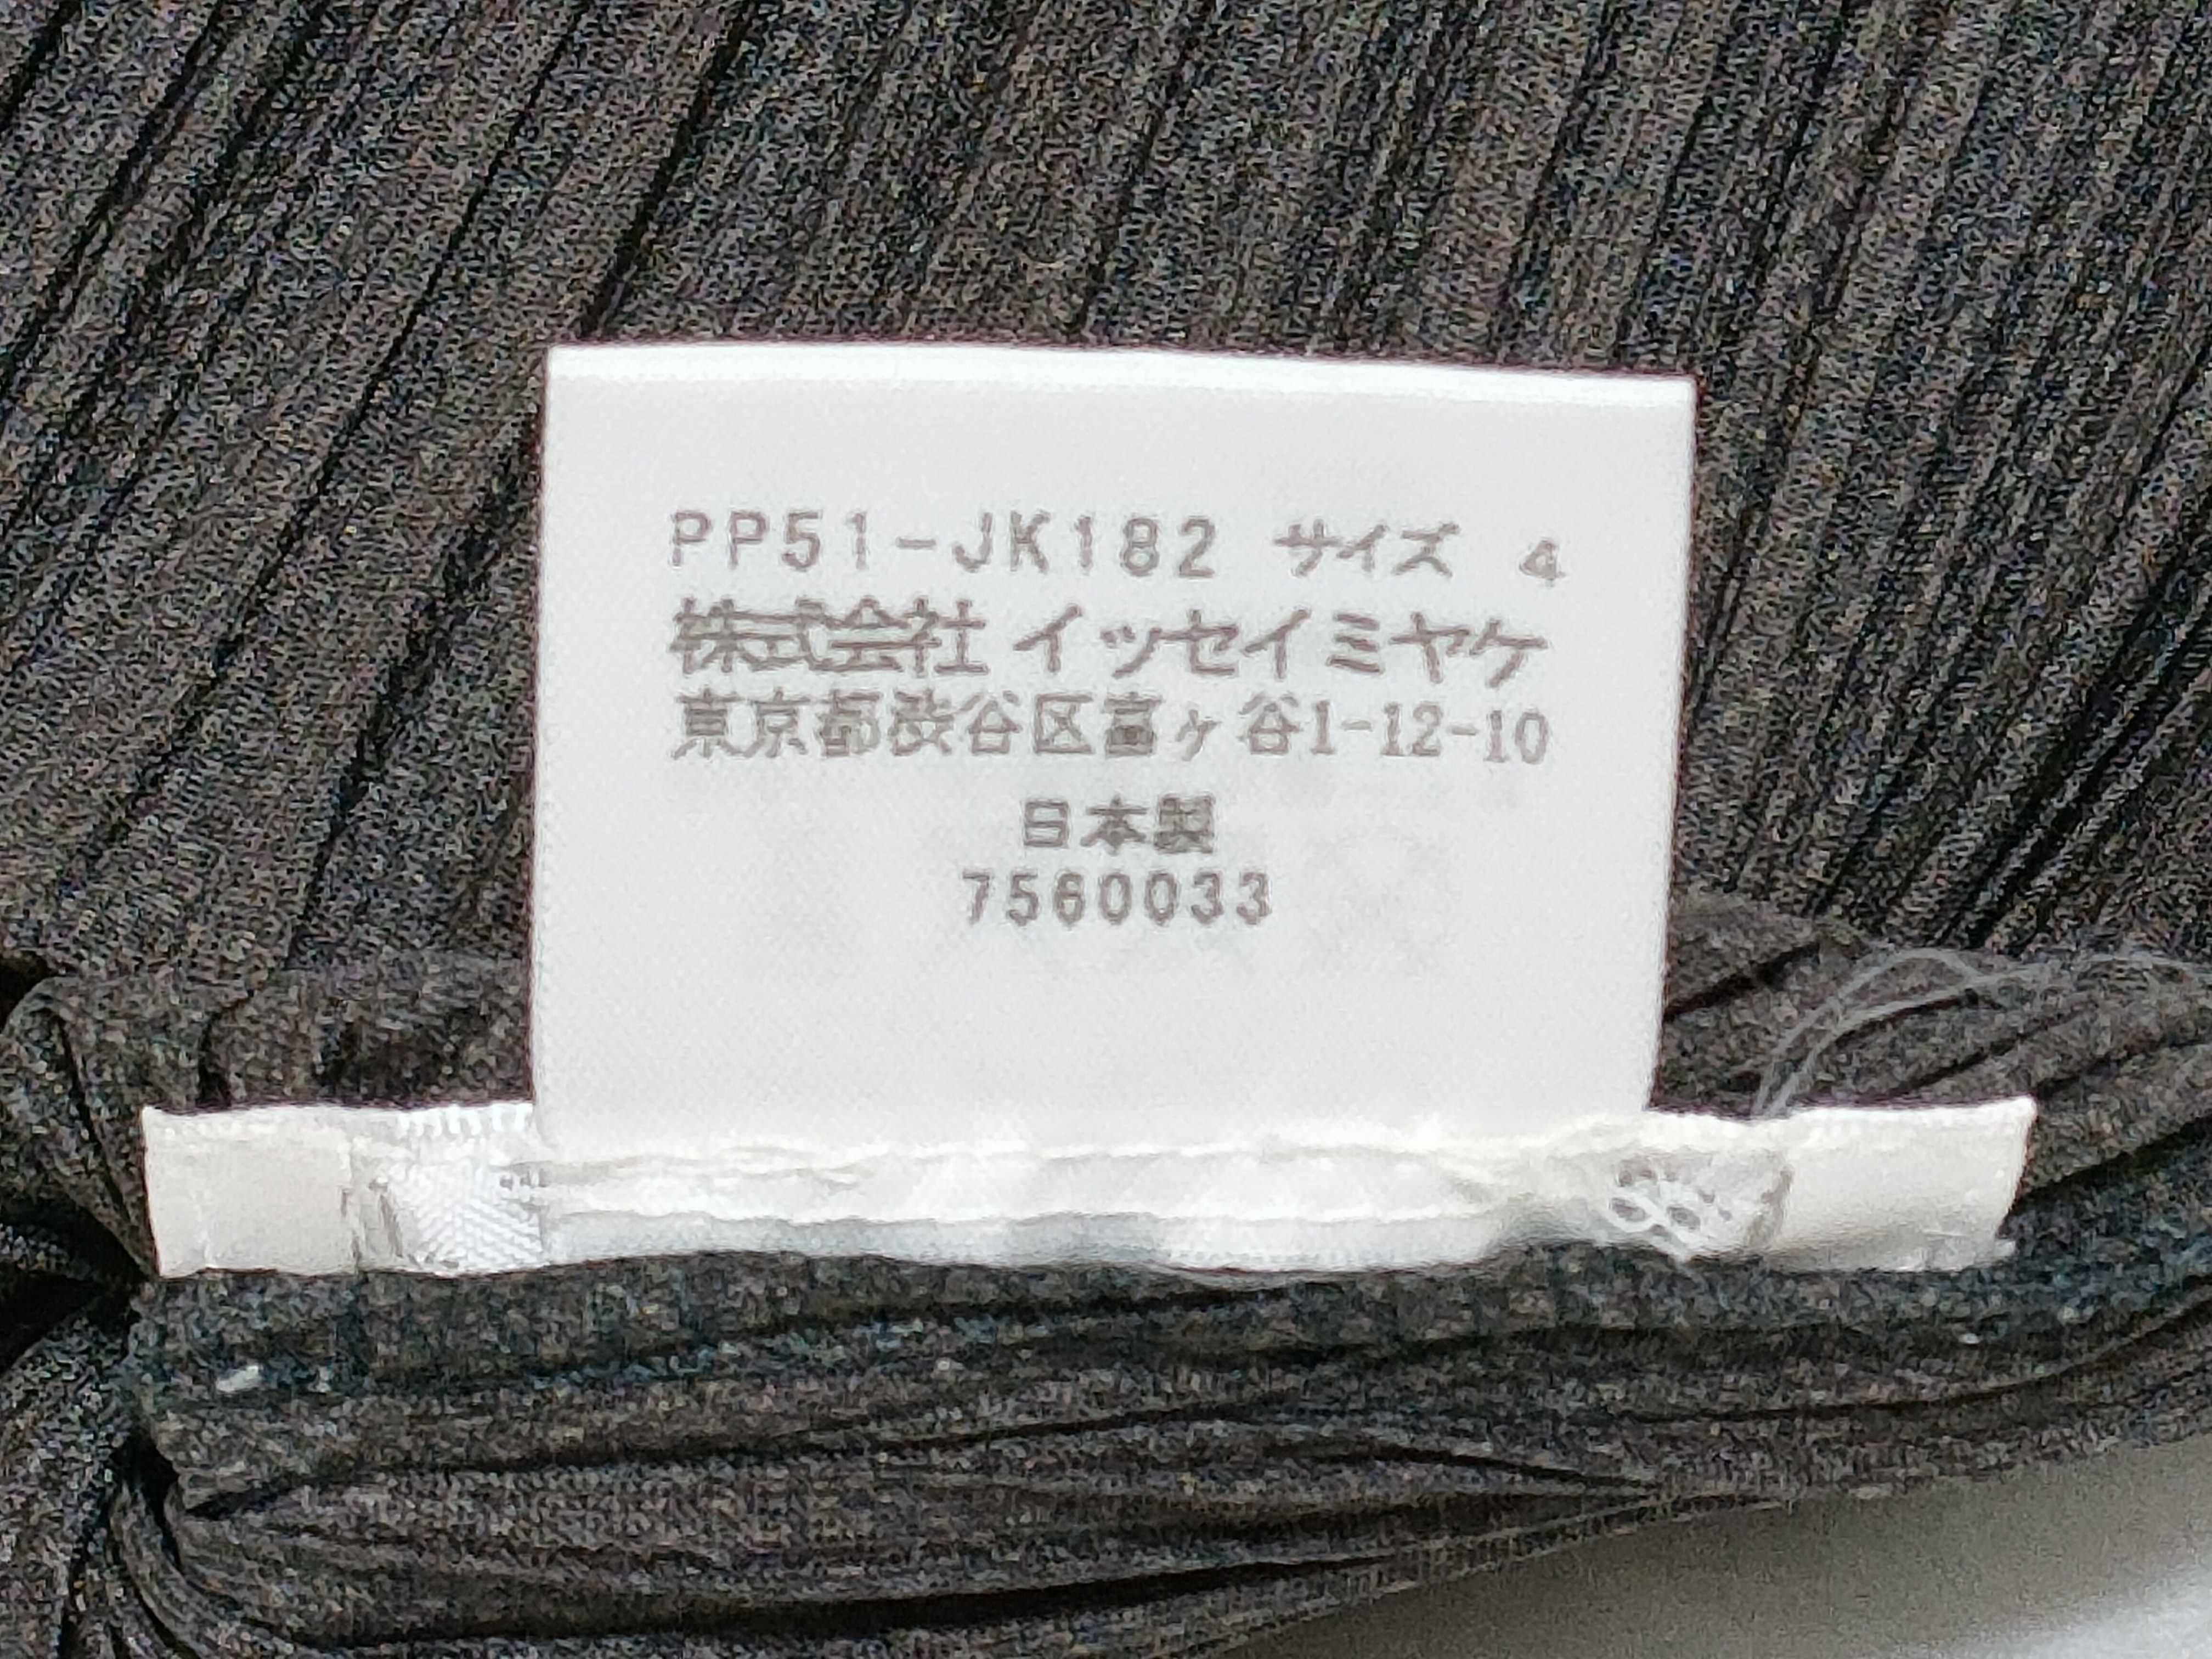 PP51-JK182 サイズ 4
株式会社 イッセイミヤケ
東京都渋谷区富ヶ谷1-12-10
日本製
7560033